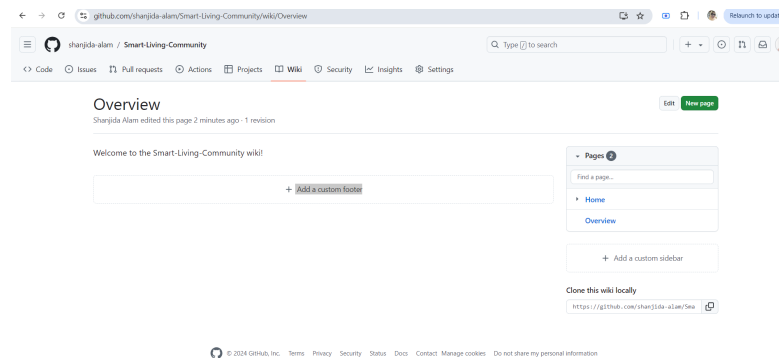 github.com/shanjida-alam/Smart-Living-Community/wiki/Overview
Relaunch to updat
shanjida-alam / Smart-Living-Community
Type / to search
Code Issues Pull requests Actions Projects Wiki Security Insights Settings
Overview
Edit New page
Shanjida Alam edited this page 2 minutes ago · 1 revision
Welcome to the Smart-Living-Community wiki!
Pages 2
Find a page...
+ Add a custom footer
Home
Overview
+ Add a custom sidebar
Clone this wiki locally
https://github.com/shanjida-alam/Sma
© 2024 GitHub, Inc. Terms Privacy Security Status Docs Contact Manage cookies Do not share my personal information